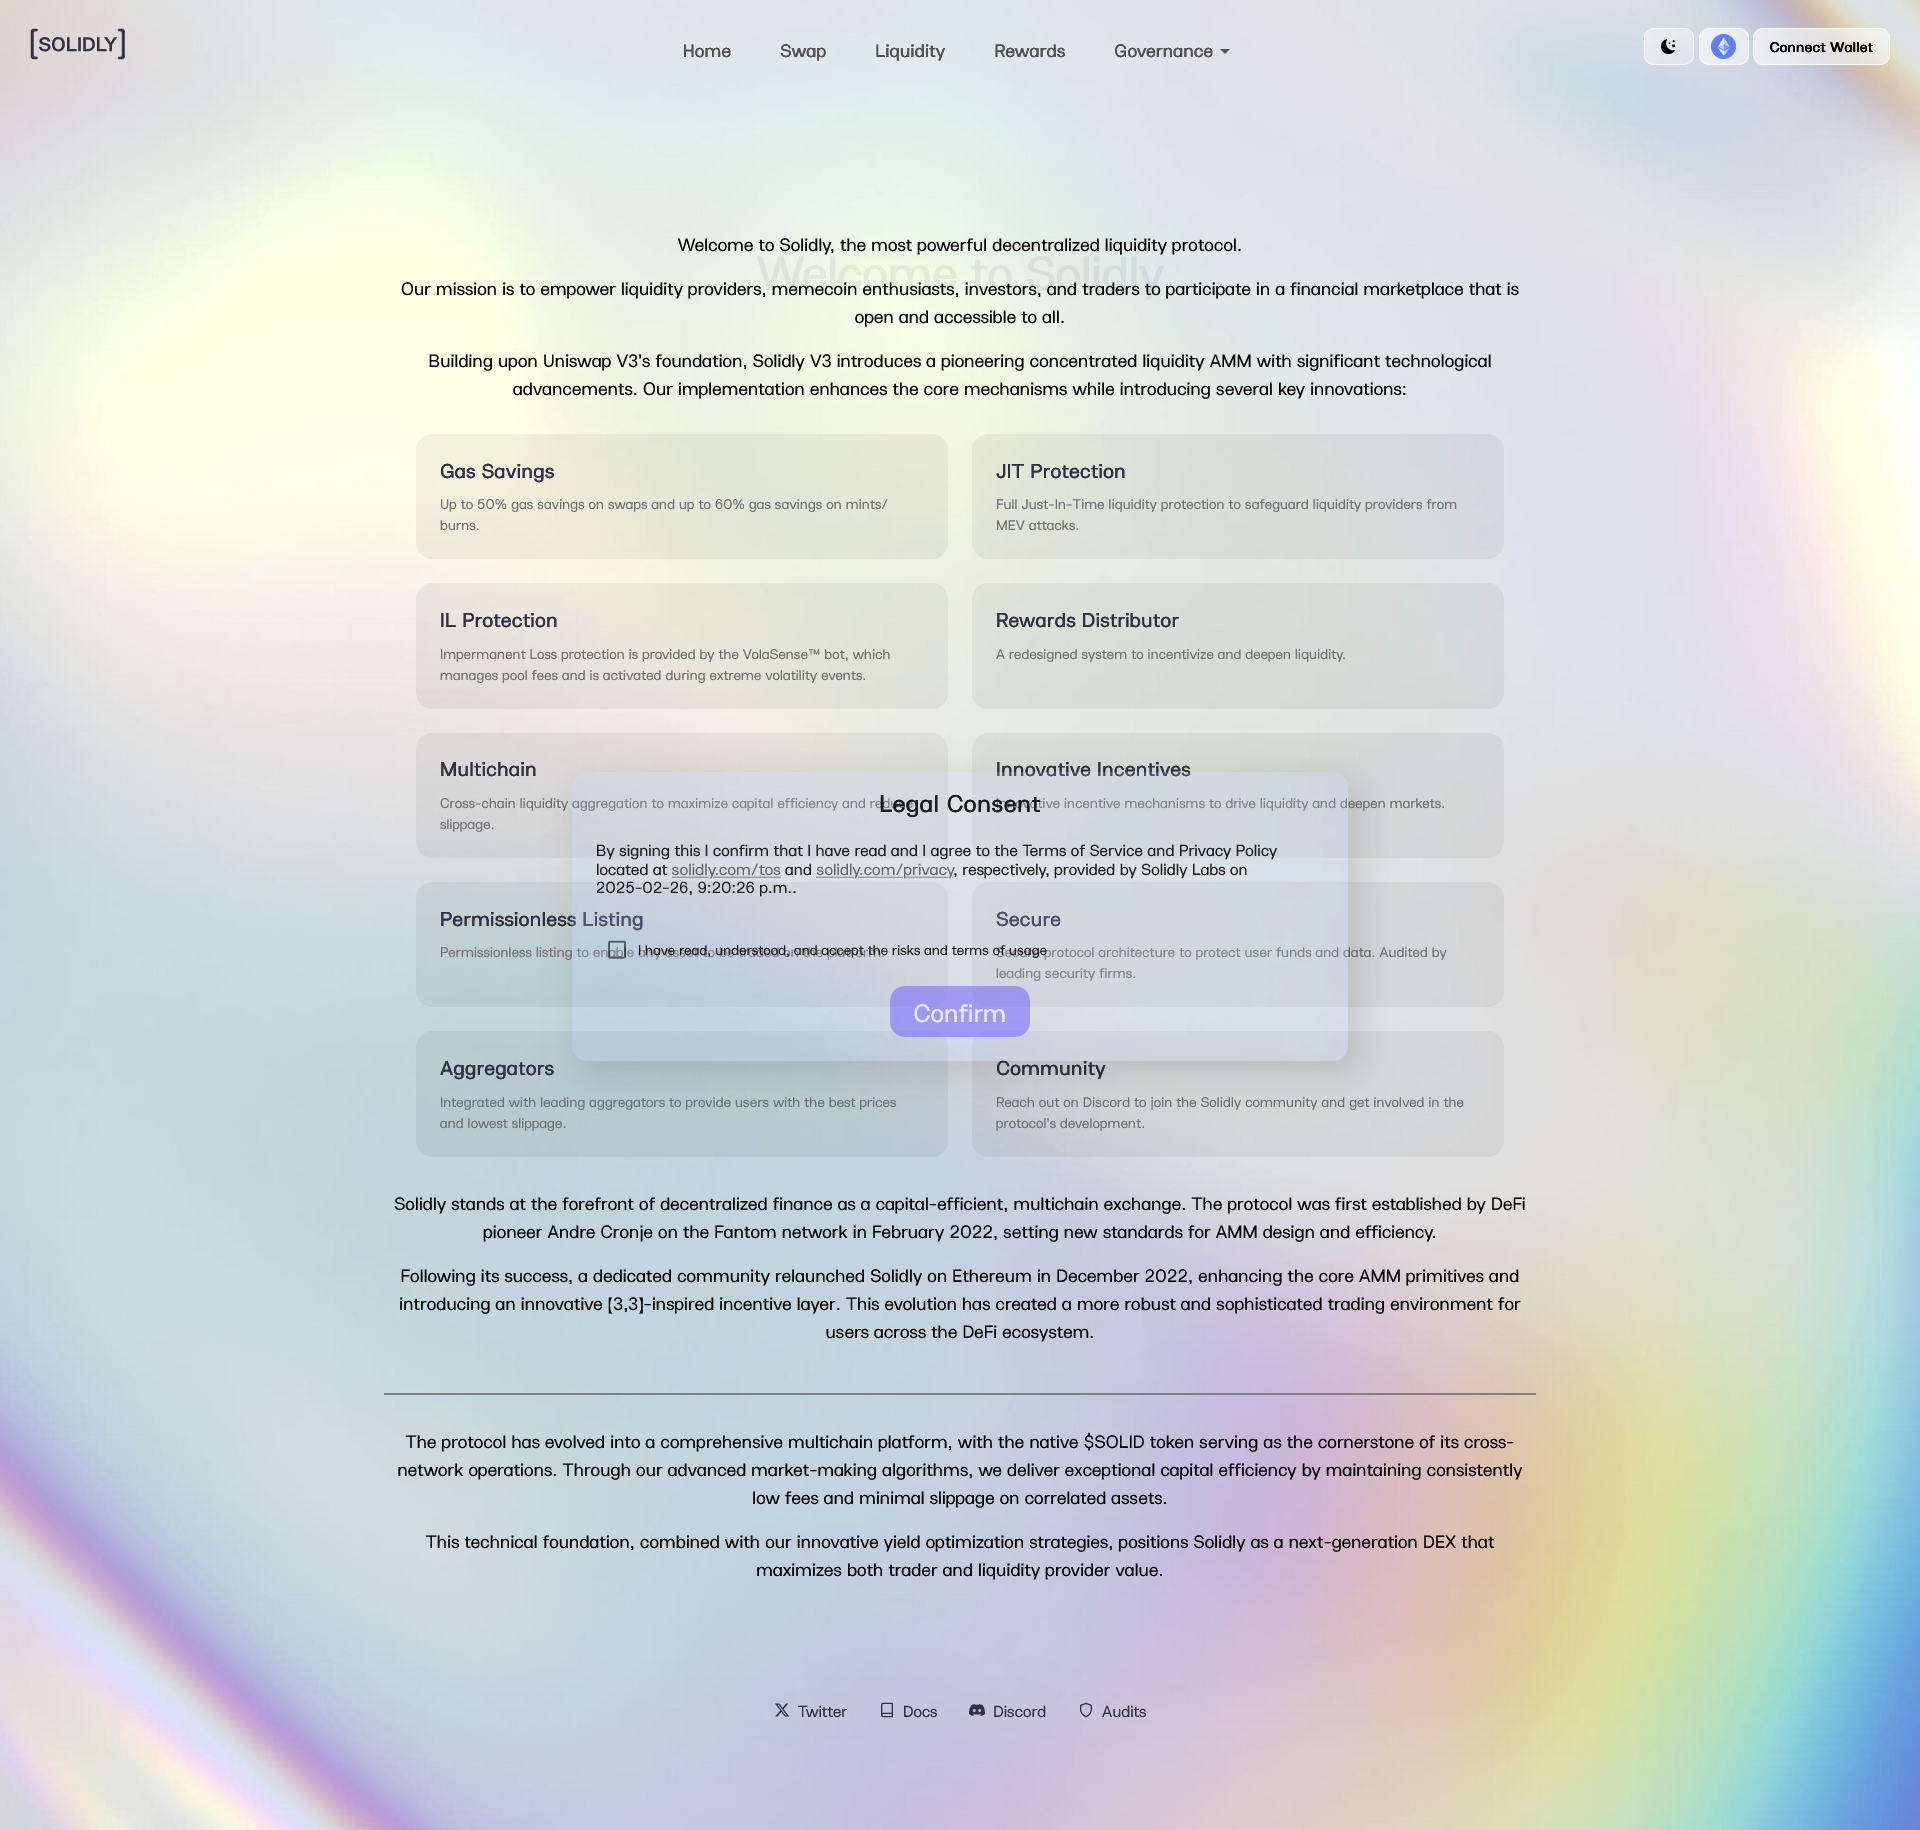 [SOLIDLY]
Home
Swap
Liquidity
Rewards
Governance
Connect Wallet
Welcome to Solidly, the most powerful decentralized liquidity protocol.
Welcome to Solidly
Our mission is to empower liquidity providers, memecoin enthusiasts, investors, and traders to participate in a financial marketplace that is
open and accessible to all.
Building upon Uniswap V3's foundation, Solidly V3 introduces a pioneering concentrated liquidity AMM with significant technological
advancements. Our implementation enhances the core mechanisms while introducing several key innovations:
Gas Savings
Up to 50% gas savings on swaps and up to 60% gas savings on mints/
burns.
JIT Protection
Full Just-In-Time liquidity protection to safeguard liquidity providers from
MEV attacks.
IL Protection
Impermanent Loss protection is provided by the VolaSense™ bot, which
manages pool fees and is activated during extreme volatility events.
Rewards Distributor
A redesigned system to incentivize and deepen liquidity.
Multichain
Cross-chain liquidity aggregation to maximize capital efficiency and reduce
slippage.
Innovative Incentives
Innovative incentive mechanisms to drive liquidity and deepen markets.
Legal Consent
By signing this I confirm that I have read and I agree to the Terms of Service and Privacy Policy
located at solidly.com/tos and solidly.com/privacy, respectively, provided by Solidly Labs on
2025-02-26, 9:20:26 p.m..
I have read, understood, and accept the risks and terms of usage
Confirm
Permissionless Listing
Permissionless listing to enable any asset to be traded on the platform.
Secure
Secure protocol architecture to protect user funds and data. Audited by
leading security firms.
Aggregators
Integrated with leading aggregators to provide users with the best prices
and lowest slippage.
Community
Reach out on Discord to join the Solidly community and get involved in the
protocol's development.
Solidly stands at the forefront of decentralized finance as a capital-efficient, multichain exchange. The protocol was first established by DeFi
pioneer Andre Cronje on the Fantom network in February 2022, setting new standards for AMM design and efficiency.
Following its success, a dedicated community relaunched Solidly on Ethereum in December 2022, enhancing the core AMM primitives and
introducing an innovative [3,3]-inspired incentive layer. This evolution has created a more robust and sophisticated trading environment for
users across the DeFi ecosystem.
The protocol has evolved into a comprehensive multichain platform, with the native $SOLID token serving as the cornerstone of its cross-
network operations. Through our advanced market-making algorithms, we deliver exceptional capital efficiency by maintaining consistently
low fees and minimal slippage on correlated assets.
This technical foundation, combined with our innovative yield optimization strategies, positions Solidly as a next-generation DEX that
maximizes both trader and liquidity provider value.
Twitter
Docs
Discord
Audits